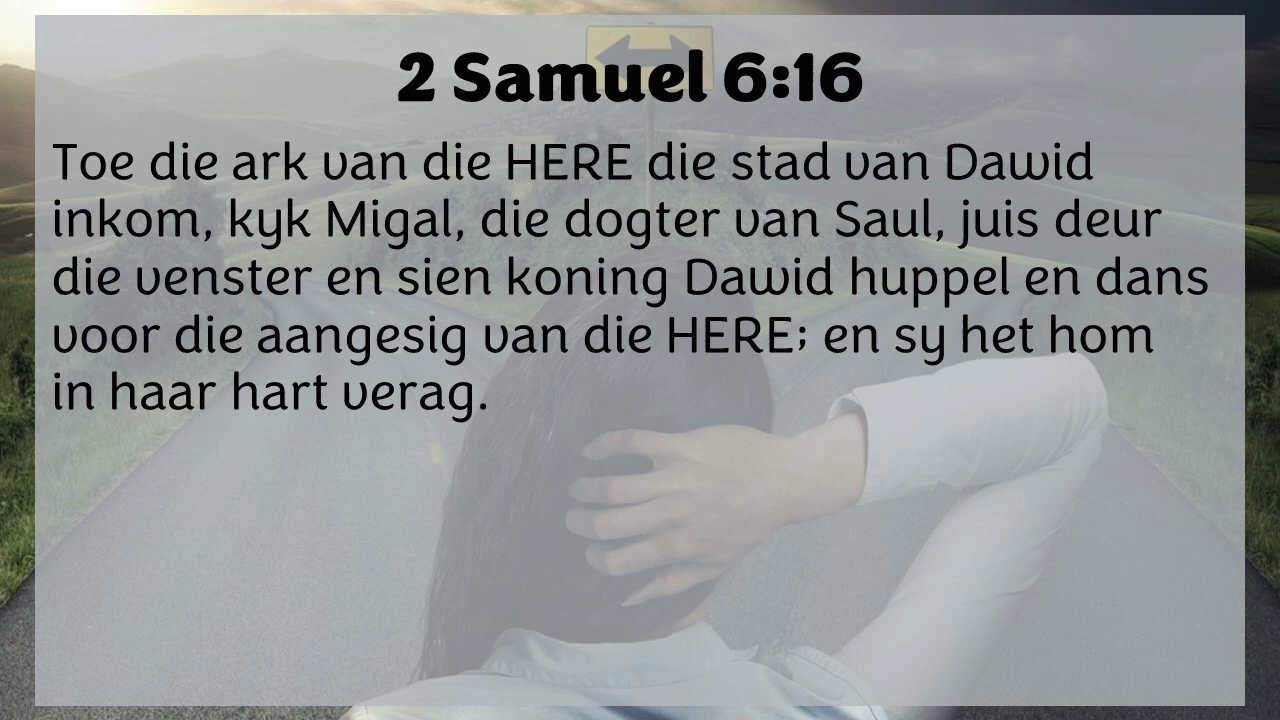 2 Samuel 6:16
Toe die ark van die HERE die stad van Dawid
inkom, kyk Migal, die dogter van Saul, juis deur
die venster en sien koning Dawid huppel en dans
voor die aangesig van die HERE; en sy het hom
in haar hart verag.